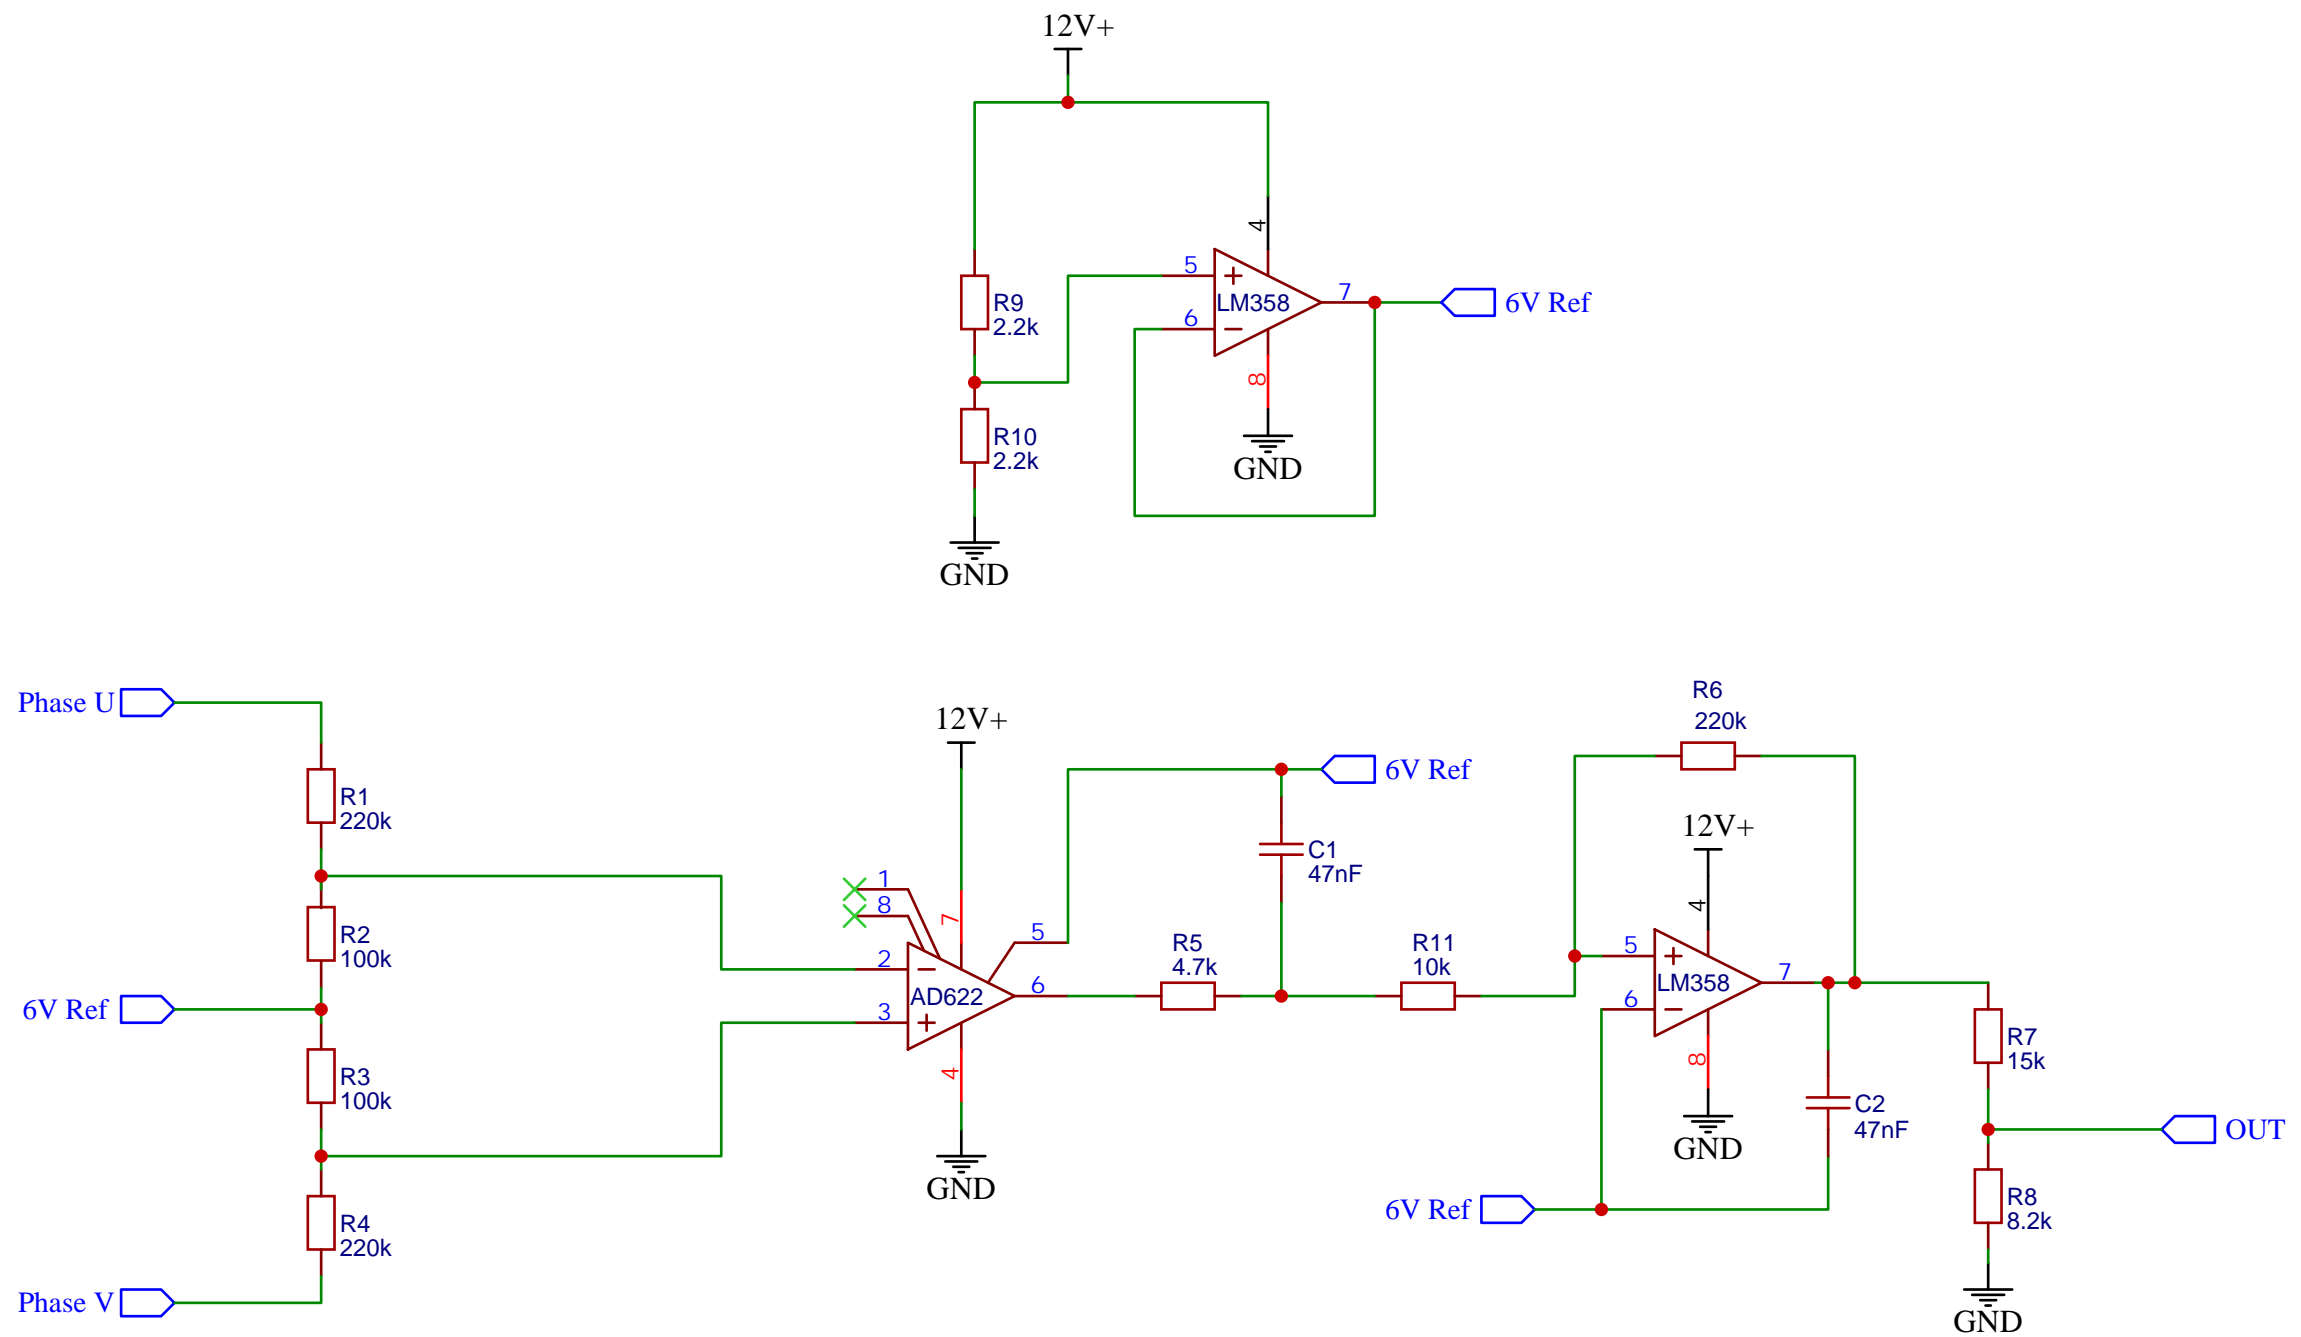 12V+
4
5
6
LM358
7
6V Ref
8
GND
R9
2.2k
R10
2.2k
GND
Phase U
R1
220k
R2
100k
6V Ref
R3
100k
R4
220k
Phase V
12V+
1
8
7
2
3
AD622
5
6
4
GND
6V Ref
C1
47nF
R5
4.7k
R11
10k
R6
220k
12V+
4
5
6
LM358
7
8
GND
6V Ref
C2
47nF
R7
15k
OUT
R8
8.2k
GND